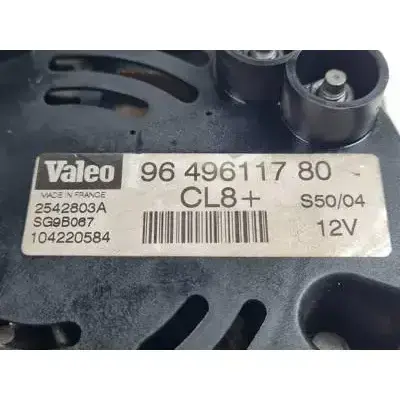 Valeo 96 496117 80
MADE IN FRANCE CL8+ S50/04
2542803A
SG9B067 12V
104220584